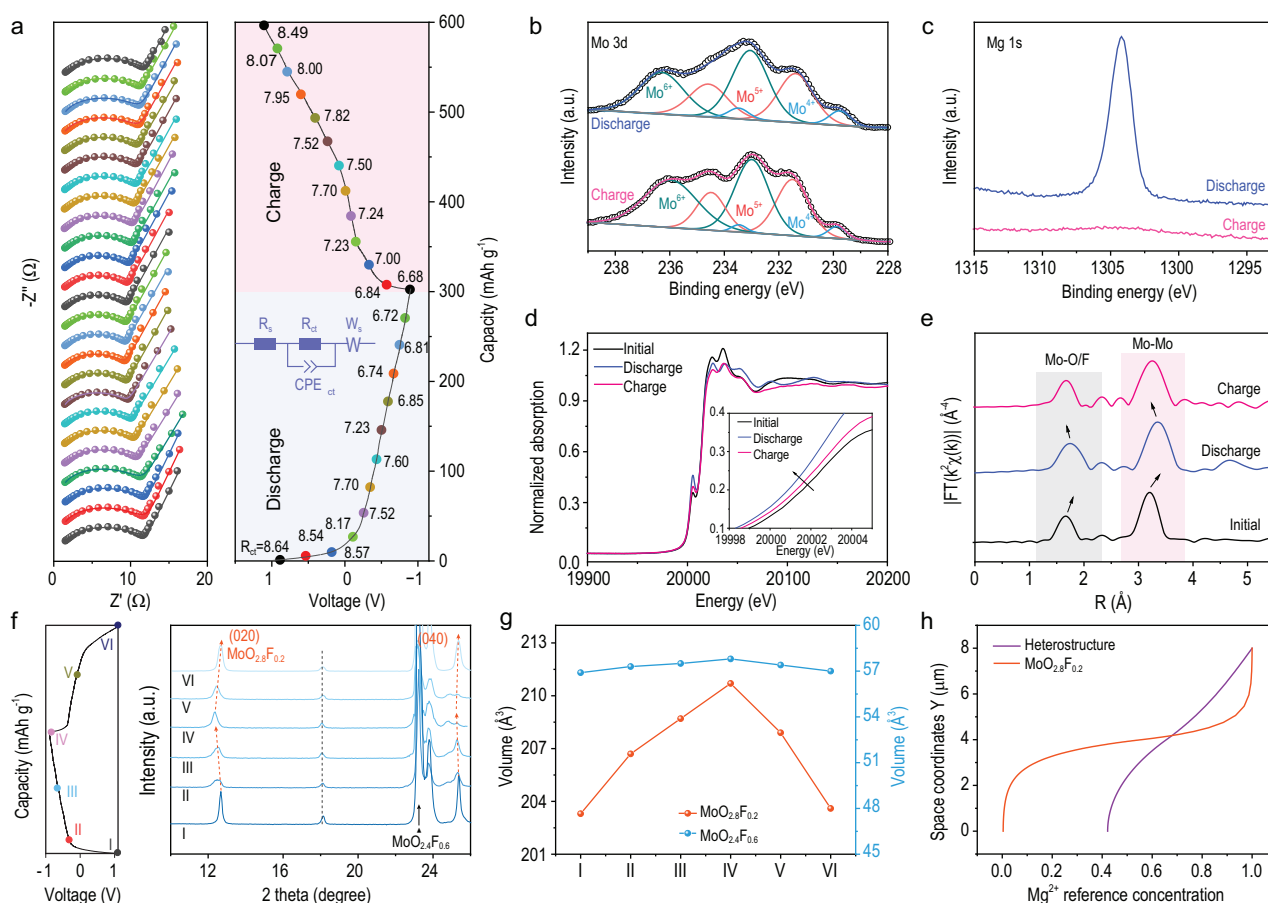 a
-Z'' (Ω)
0 10 20
Z' (Ω)
8.49
8.07
8.00
7.95
7.82
7.52
7.50
7.70
7.24
7.23
7.00
6.68
6.84
6.72
6.81
6.74
6.85
7.23
7.60
7.70
7.52
8.17
8.54
8.57
Rct=8.64
Charge
Discharge
Rs Rct Ws
CPE ct
1 0 −1
Voltage (V)
600
500
400
300
200
100
0
Capacity (mAh g-1)
b
Mo 3d
Mo6+ Mo5+ Mo4+
Discharge
Charge
Mo6+ Mo5+ Mo4+
Intensity (a.u.)
238 236 234 232 230 228
Binding energy (eV)
c
Mg 1s
Discharge
Charge
Intensity (a.u.)
1315 1310 1305 1300 1295
Binding energy (eV)
d
Initial
Discharge
Charge
1.2
0.9
0.6
0.3
0.0
Normalized absorption
19900 20000 20100 20200
Energy (eV)
Initial
Discharge
Charge
0.4
0.3
0.2
0.1
19998 20000 20002 20004
Energy (eV)
e
Mo-O/F
Mo-Mo
Charge
Discharge
Initial
|FT(k2χ(k))| (Å-4)
0 1 2 3 4 5
R (Å)
f
VI
V
IV
III
II
I
Capacity (mAh g-1)
-1 0 1
Voltage (V)
(020)
MoO2.8F0.2
(040)
VI
V
IV
III
II
I
MoO2.4F0.6
Intensity (a.u.)
12 16 20 24
2 theta (degree)
g
213
210
207
204
201
Volume (Å3)
60
57
54
51
48
45
Volume (Å3)
MoO2.8F0.2
MoO2.4F0.6
I II III IV V VI
h
Heterostructure
MoO2.8F0.2
8
6
4
2
0
Space coordinates Y (μm)
0.0 0.2 0.4 0.6 0.8 1.0
Mg2+ reference concentration